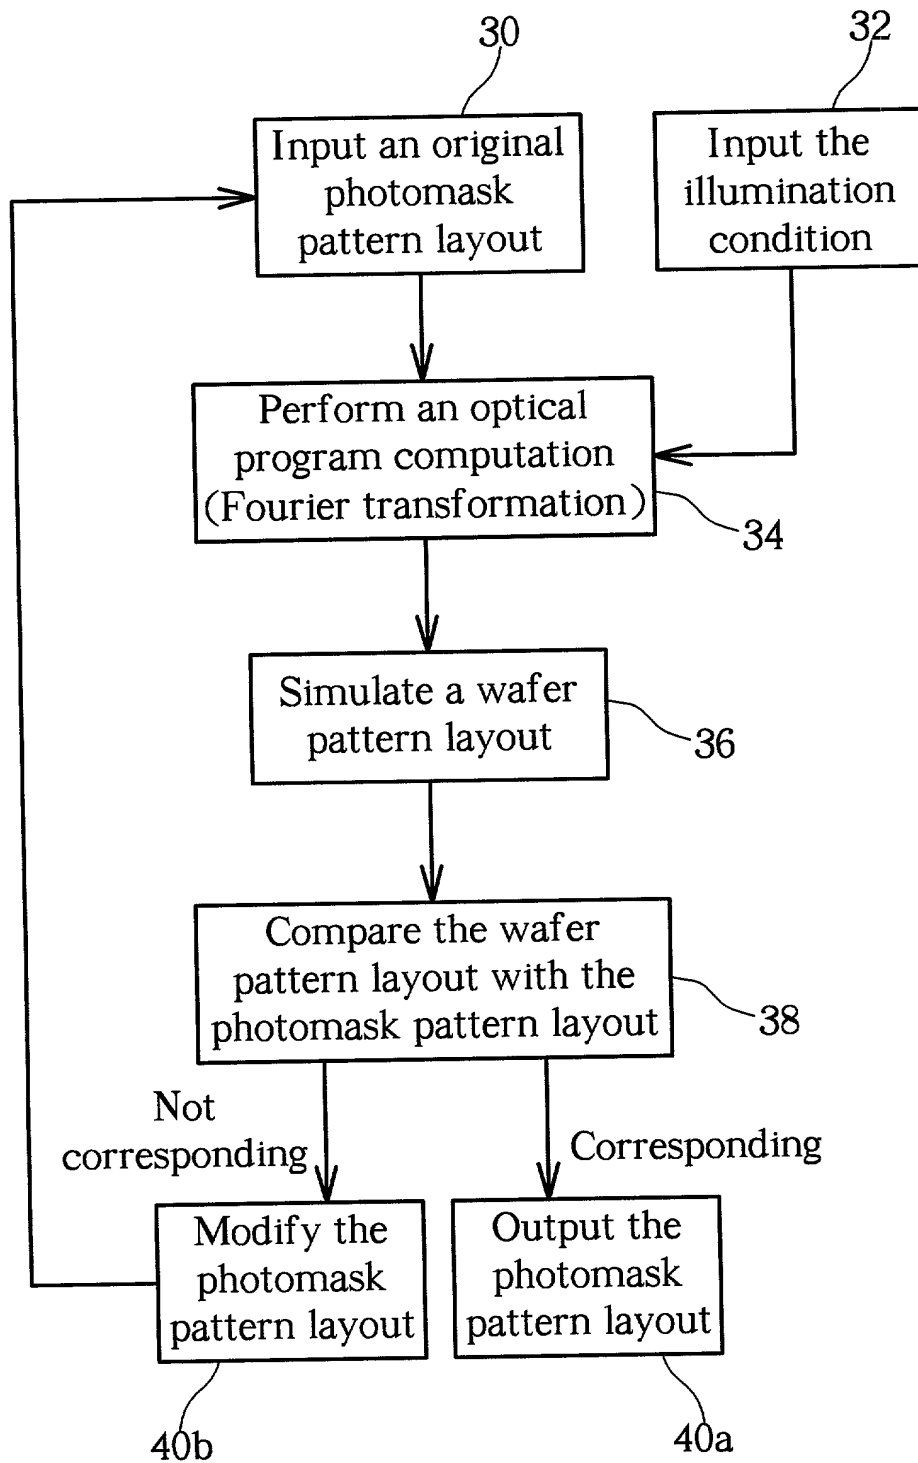 30
32
Input an original
photomask
pattern layout
Input the
illumination
condition
Perform an optical
program computation
(Fourier transformation)
34
Simulate a wafer
pattern layout
36
Compare the wafer
pattern layout with the
photomask pattern layout
38
Not
corresponding
Corresponding
Modify the
photomask
pattern layout
Output the
photomask
pattern layout
40b
40a